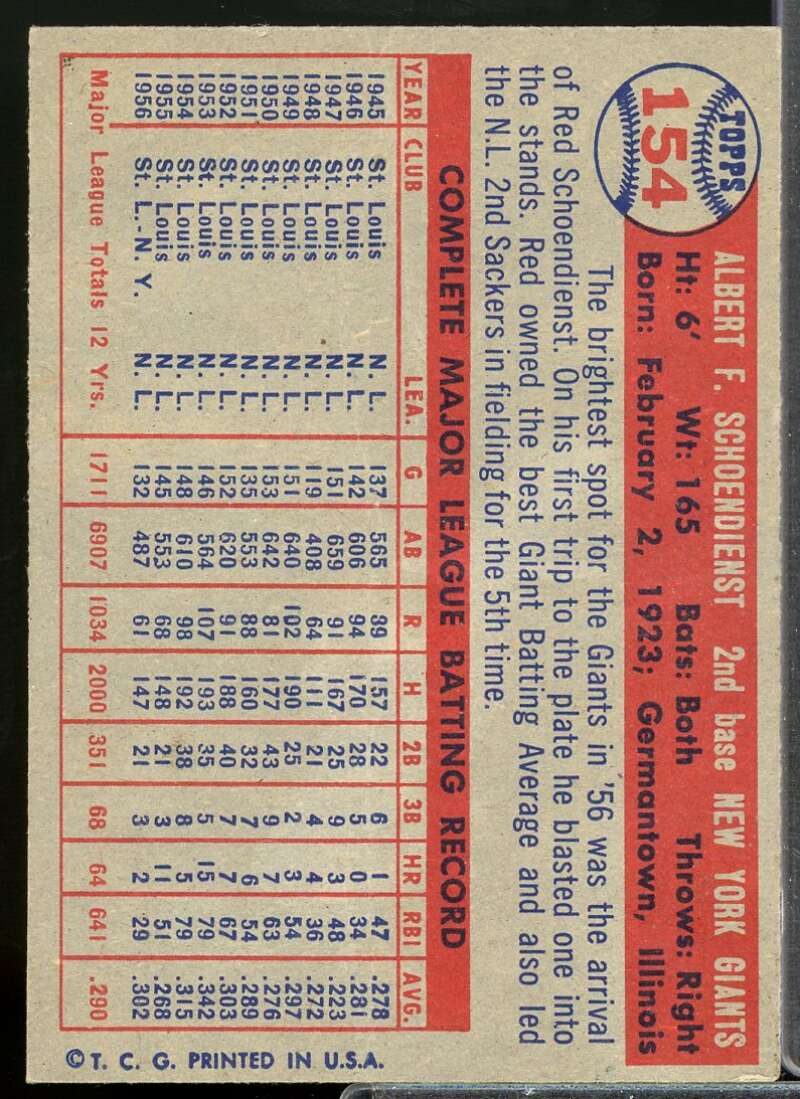 TOPPS
154
ALBERT F. SCHOENDIENST 2nd base NEW YORK GIANTS
Ht: 6' Wt: 165 Bats: Both Throws: Right
Born: February 2, 1923; Germantown, Illinois
The brightest spot for the Giants in '56 was the arrival
of Red Schoendienst. On his first trip to the plate he blasted one into
the stands. Red owned the best Giant Batting Average and also led
the N.L. 2nd Sackers in fielding for the 5th time.
COMPLETE MAJOR LEAGUE BATTING RECORD
YEAR CLUB LEA. G AB R H 2B 3B HR RBI AVG.
1945 St. Louis N. L. 137 565 89 157 22 6 1 47 .278
1946 St. Louis N. L. 142 606 94 170 28 5 0 34 .281
1947 St. Louis N. L. 151 659 91 167 25 9 3 48 .253
1948 St. Louis N. L. 119 408 64 111 21 4 4 36 .272
1949 St. Louis N. L. 151 640 102 190 25 2 3 54 .297
1950 St. Louis N. L. 153 642 81 177 43 9 7 63 .276
1951 St. Louis N. L. 135 553 88 160 32 7 6 54 .289
1952 St. Louis N. L. 152 620 91 188 40 7 7 67 .303
1953 St. Louis N. L. 146 564 107 193 35 5 15 79 .342
1954 St. Louis N. L. 148 610 98 192 38 8 5 79 .315
1955 St. Louis N. L. 145 553 68 148 21 3 11 51 .268
1956 St. L.-N. Y. N. L. 132 487 61 147 21 3 2 29 .302
Major League Totals 12 Yrs. 1711 6907 1034 2000 351 68 64 641 .290
© T. C. G. PRINTED IN U.S.A.